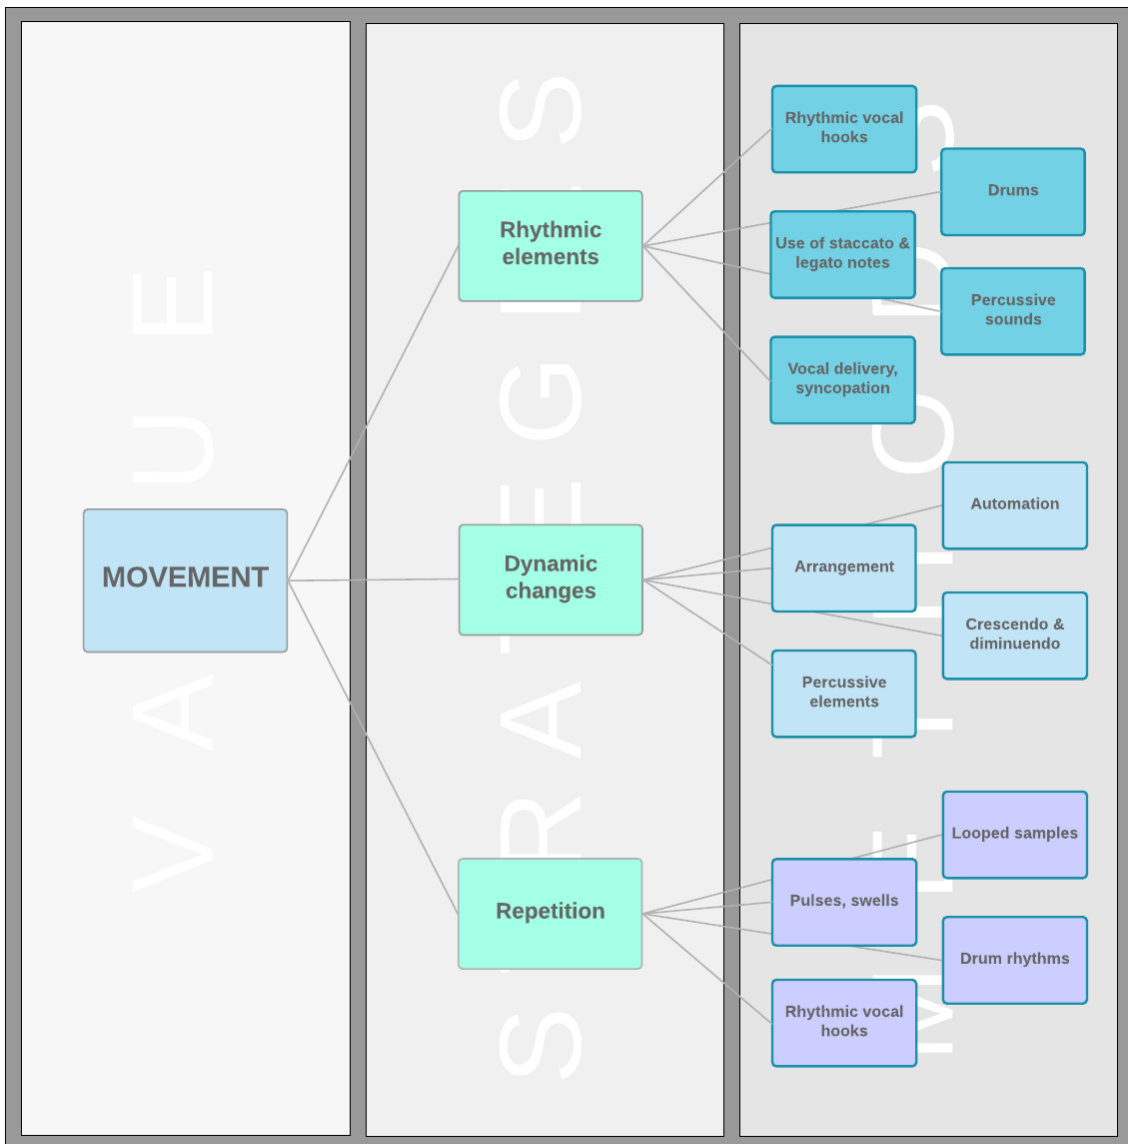 VALUE
STRATEGIES
METHODS
MOVEMENT
Rhythmic
elements
Dynamic
changes
Repetition
Rhythmic vocal
hooks
Drums
Use of staccato &
legato notes
Percussive
sounds
Vocal delivery,
syncopation
Automation
Arrangement
Crescendo &
diminuendo
Percussive
elements
Looped samples
Pulses, swells
Drum rhythms
Rhythmic vocal
hooks